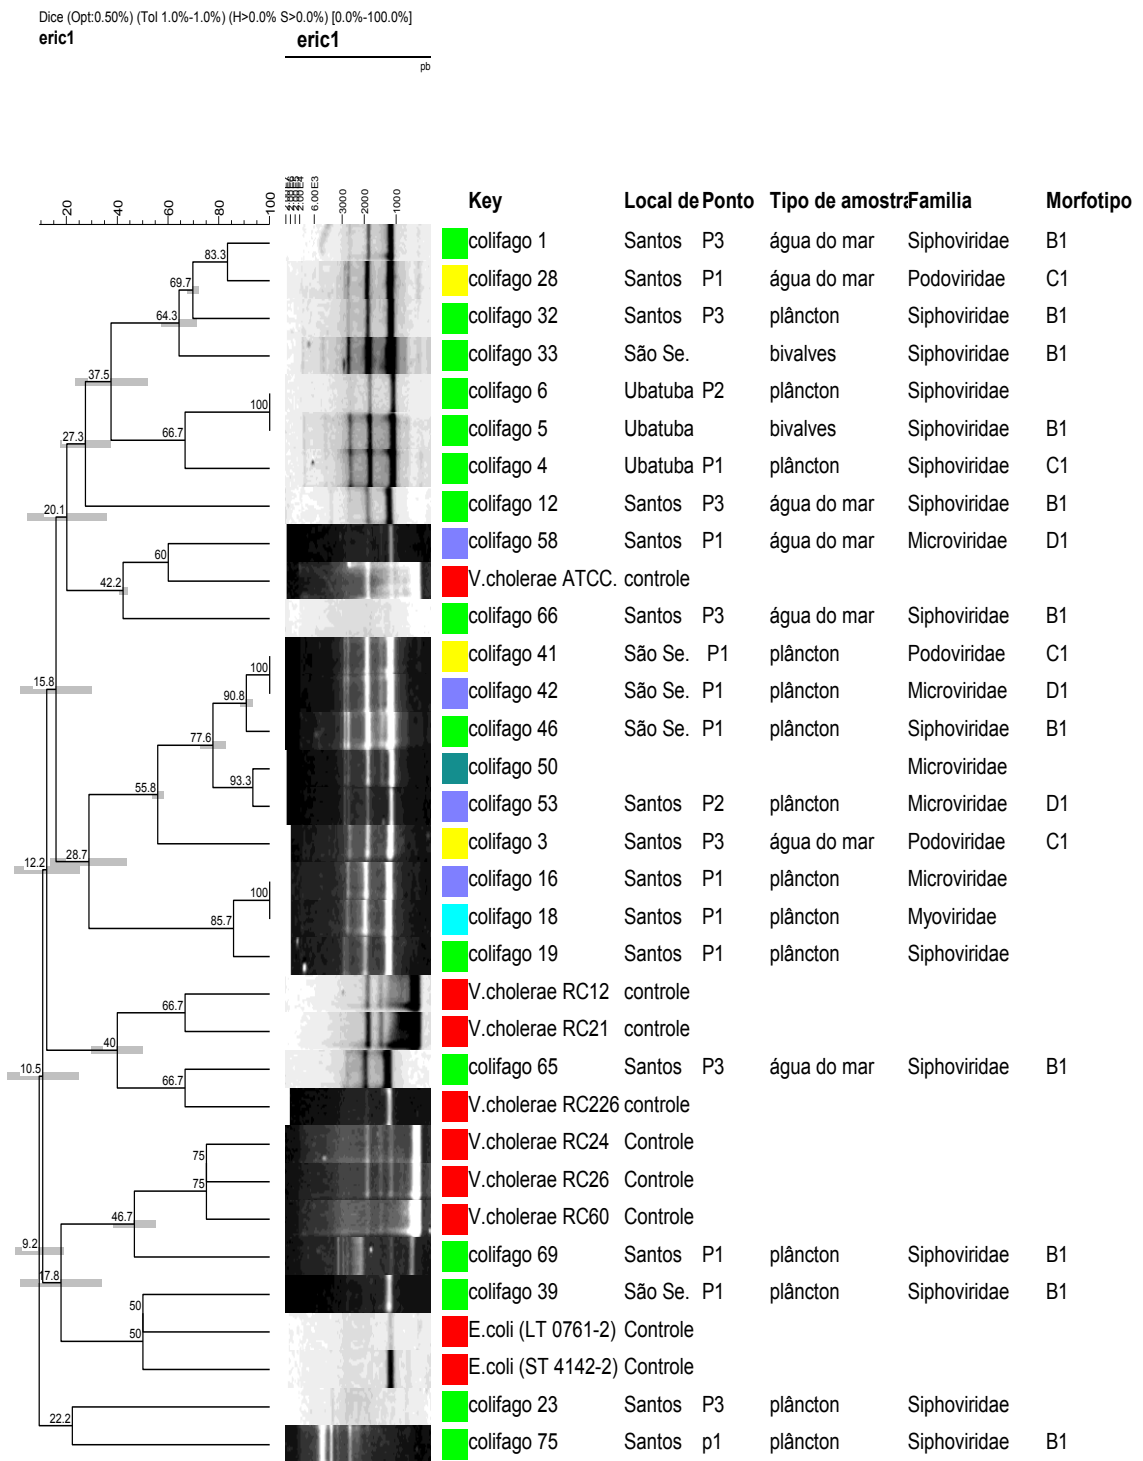 Dice (Opt:0.50%) (Tol 1.0%-1.0%) (H>0.0% S>0.0%) [0.0%-100.0%]
eric1 eric1
pb
20 40 60 80 100 2.00E4 6.00E3 3000 2000 1000
Key Local de Ponto Tipo de amostra Familia Morfotipo
colifago 1 Santos P3 água do mar Siphoviridae B1
83.3
colifago 28 Santos P1 água do mar Podoviridae C1
69.7
colifago 32 Santos P3 plâncton Siphoviridae B1
64.3
colifago 33 São Se. bivalves Siphoviridae B1
37.5
colifago 6 Ubatuba P2 plâncton Siphoviridae
100
colifago 5 Ubatuba bivalves Siphoviridae B1
27.3 66.7
colifago 4 Ubatuba P1 plâncton Siphoviridae C1
colifago 12 Santos P3 água do mar Siphoviridae B1
20.1
colifago 58 Santos P1 água do mar Microviridae D1
60
V.cholerae ATCC. controle
42.2
colifago 66 Santos P3 água do mar Siphoviridae B1
colifago 41 São Se. P1 plâncton Podoviridae C1
100
colifago 42 São Se. P1 plâncton Microviridae D1
15.8 90.8
colifago 46 São Se. P1 plâncton Siphoviridae B1
77.6
colifago 50 Microviridae
93.3
colifago 53 Santos P2 plâncton Microviridae D1
55.8
colifago 3 Santos P3 água do mar Podoviridae C1
12.2 28.7
colifago 16 Santos P1 plâncton Microviridae
100
colifago 18 Santos P1 plâncton Myoviridae
85.7
colifago 19 Santos P1 plâncton Siphoviridae
V.cholerae RC12 controle
66.7
V.cholerae RC21 controle
40
colifago 65 Santos P3 água do mar Siphoviridae B1
10.5 66.7
V.cholerae RC226 controle
V.cholerae RC24 Controle
75
V.cholerae RC26 Controle
75
V.cholerae RC60 Controle
46.7
colifago 69 Santos P1 plâncton Siphoviridae B1
9.2
17.8
colifago 39 São Se. P1 plâncton Siphoviridae B1
50
E.coli (LT 0761-2) Controle
50
E.coli (ST 4142-2) Controle
colifago 23 Santos P3 plâncton Siphoviridae
22.2
colifago 75 Santos p1 plâncton Siphoviridae B1